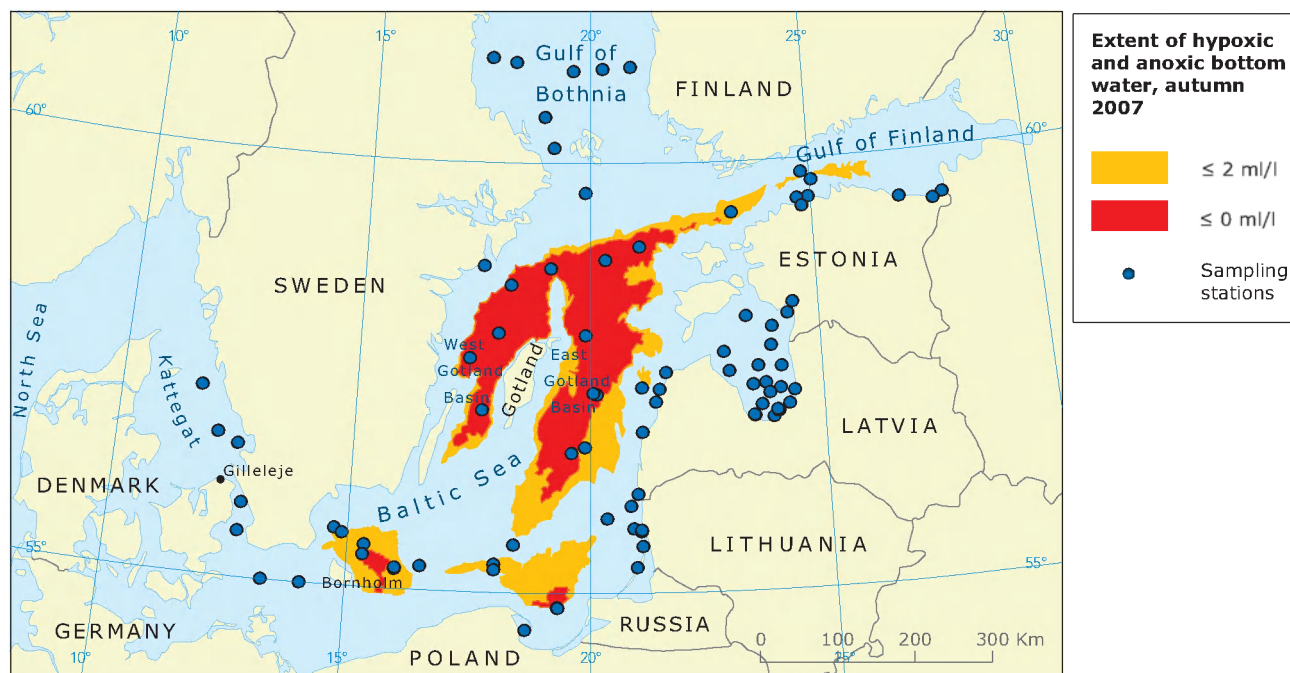 10°
15°
20°
25°
30°
Gulf of
Bothnia
FINLAND
60°
60°
Gulf of Finland
ESTONIA
SWEDEN
North Sea
Kattegat
West
Gotland
Basin
Gotland
East
Gotland
Basin
LATVIA
Gilleleje
DENMARK
Baltic Sea
LITHUANIA
55°
55°
Bornholm
GERMANY
RUSSIA
POLAND
10°
15°
20°
25°
0 100 200 300 Km
Extent of hypoxic
and anoxic bottom
water, autumn
2007
≤ 2 ml/l
≤ 0 ml/l
Sampling
stations